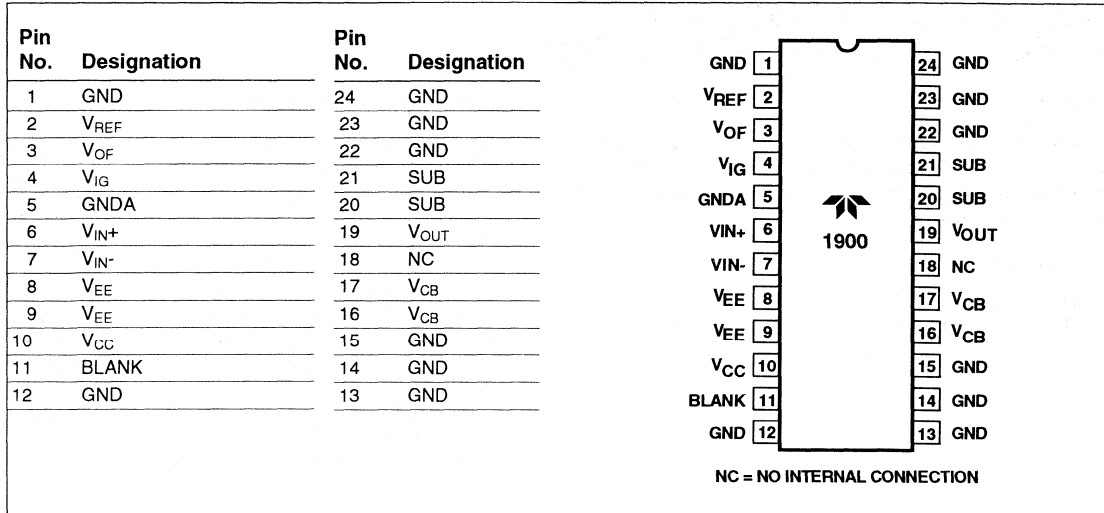 Pin No. Designation
1 GND
2 VREF
3 VOF
4 VIG
5 GNDA
6 VIN+
7 VIN-
8 VEE
9 VEE
10 VCC
11 BLANK
12 GND
Pin No. Designation
24 GND
23 GND
22 GND
21 SUB
20 SUB
19 VOUT
18 NC
17 VCB
16 VCB
15 GND
14 GND
13 GND
GND 1 24 GND
VREF 2 23 GND
VOF 3 22 GND
VIG 4 21 SUB
GNDA 5 20 SUB
VIN+ 6 19 VOUT
1900
VIN- 7 18 NC
VEE 8 17 VCB
VEE 9 16 VCB
VCC 10 15 GND
BLANK 11 14 GND
GND 12 13 GND
NC = NO INTERNAL CONNECTION